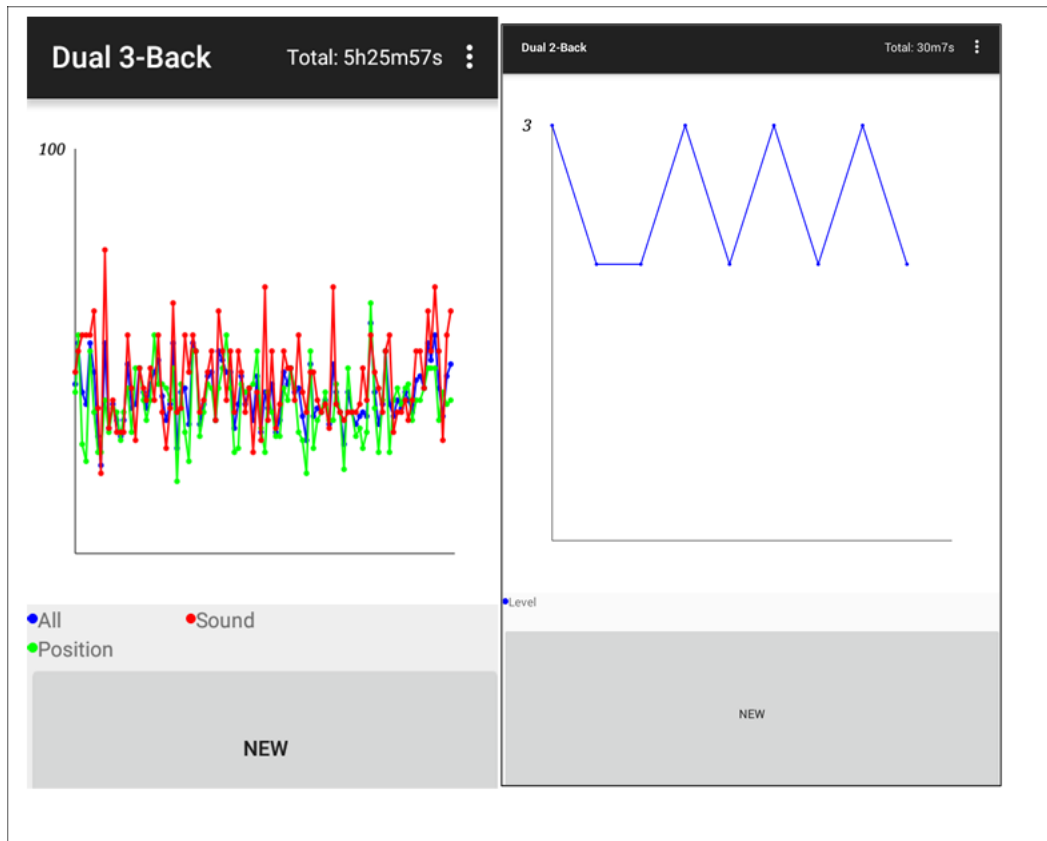 Dual 3-Back Total: 5h25m57s
100
All Sound
Position
NEW
Dual 2-Back Total: 30m7s
3
Level
NEW